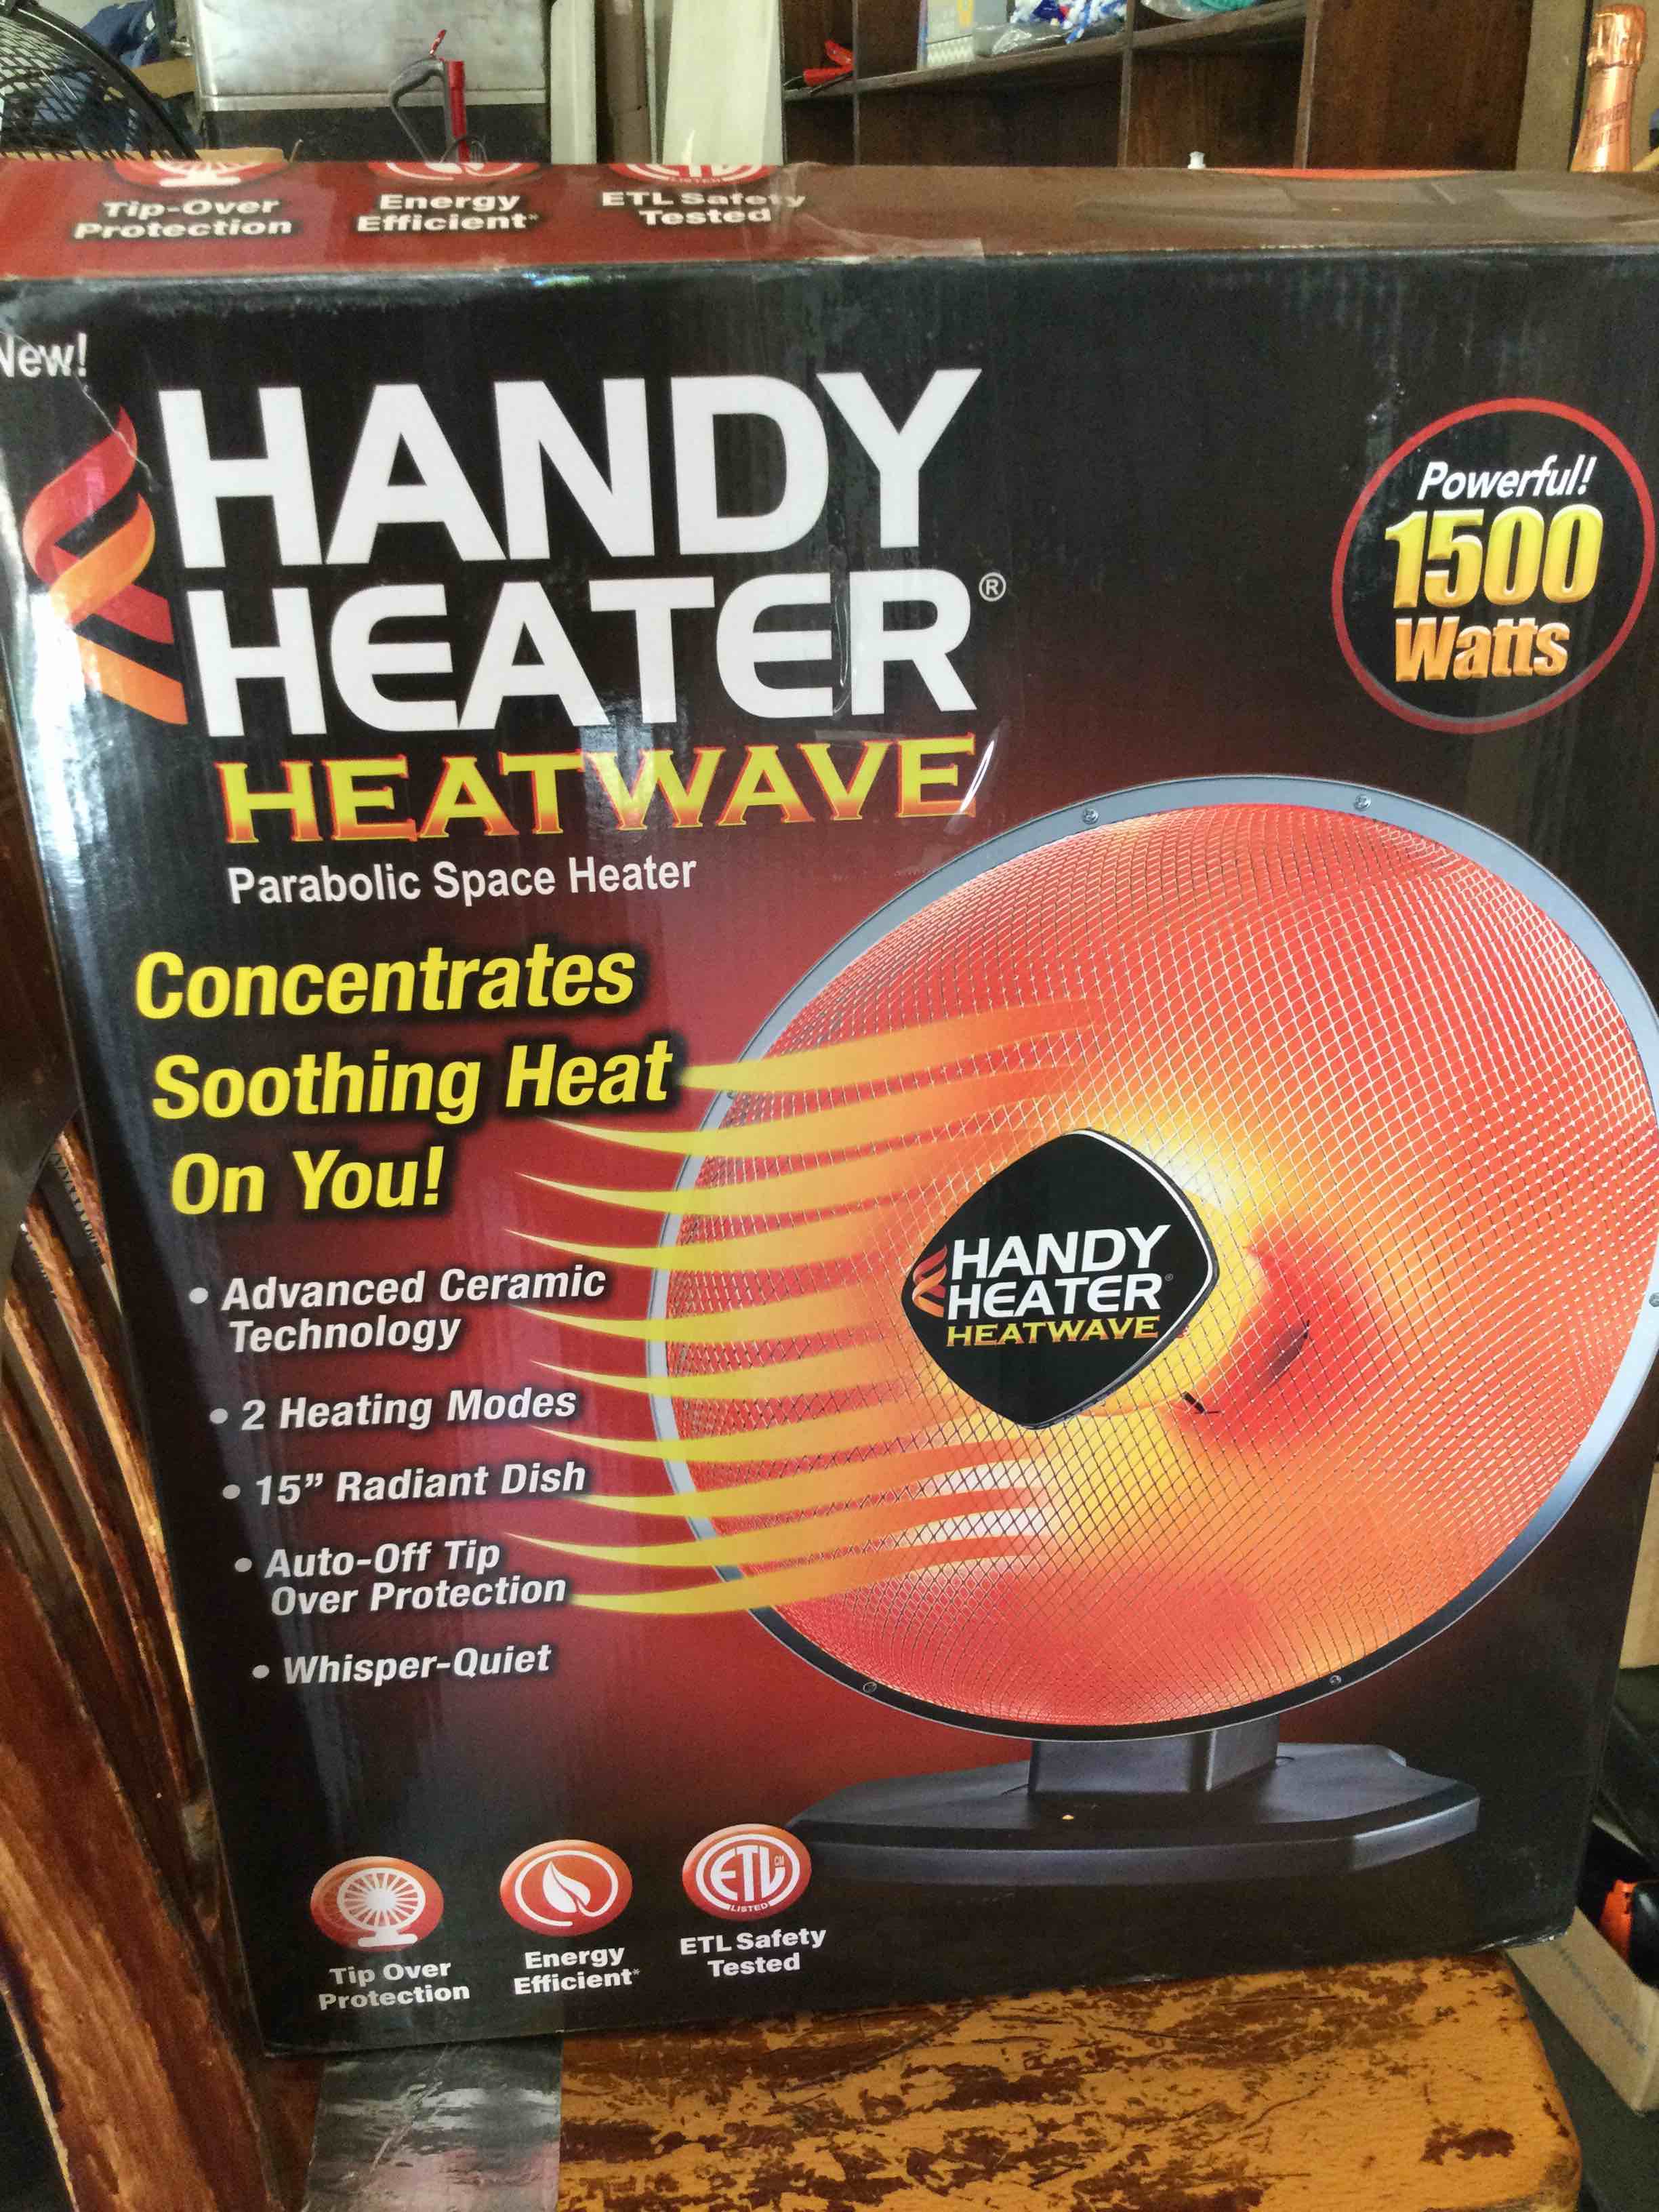 Tip-Over
Protection
Energy
Efficient*
LISTED
ETL Safety
Tested
New!
HANDY
HEATER®
HEATWAVE
Parabolic Space Heater
Powerful!
1500
Watts
Concentrates
Soothing Heat
On You!
• Advanced Ceramic
Technology
• 2 Heating Modes
• 15” Radiant Dish
• Auto-Off Tip
Over Protection
• Whisper-Quiet
HANDY
HEATER®
HEATWAVE
Tip Over
Protection
Energy
Efficient*
ETL CM
LISTED
ETL Safety
Tested